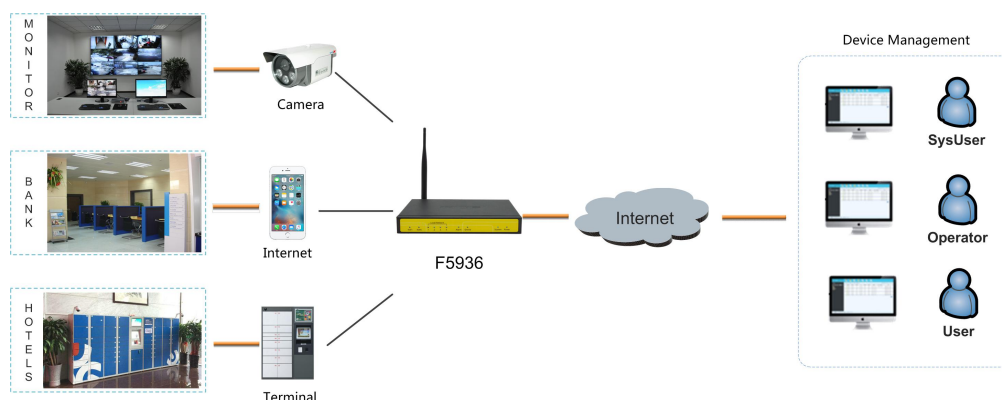 MONITOR
Camera
BANK
Internet
HOTELS
Terminal
F5936
Internet
Device Management
SysUser
Operator
User